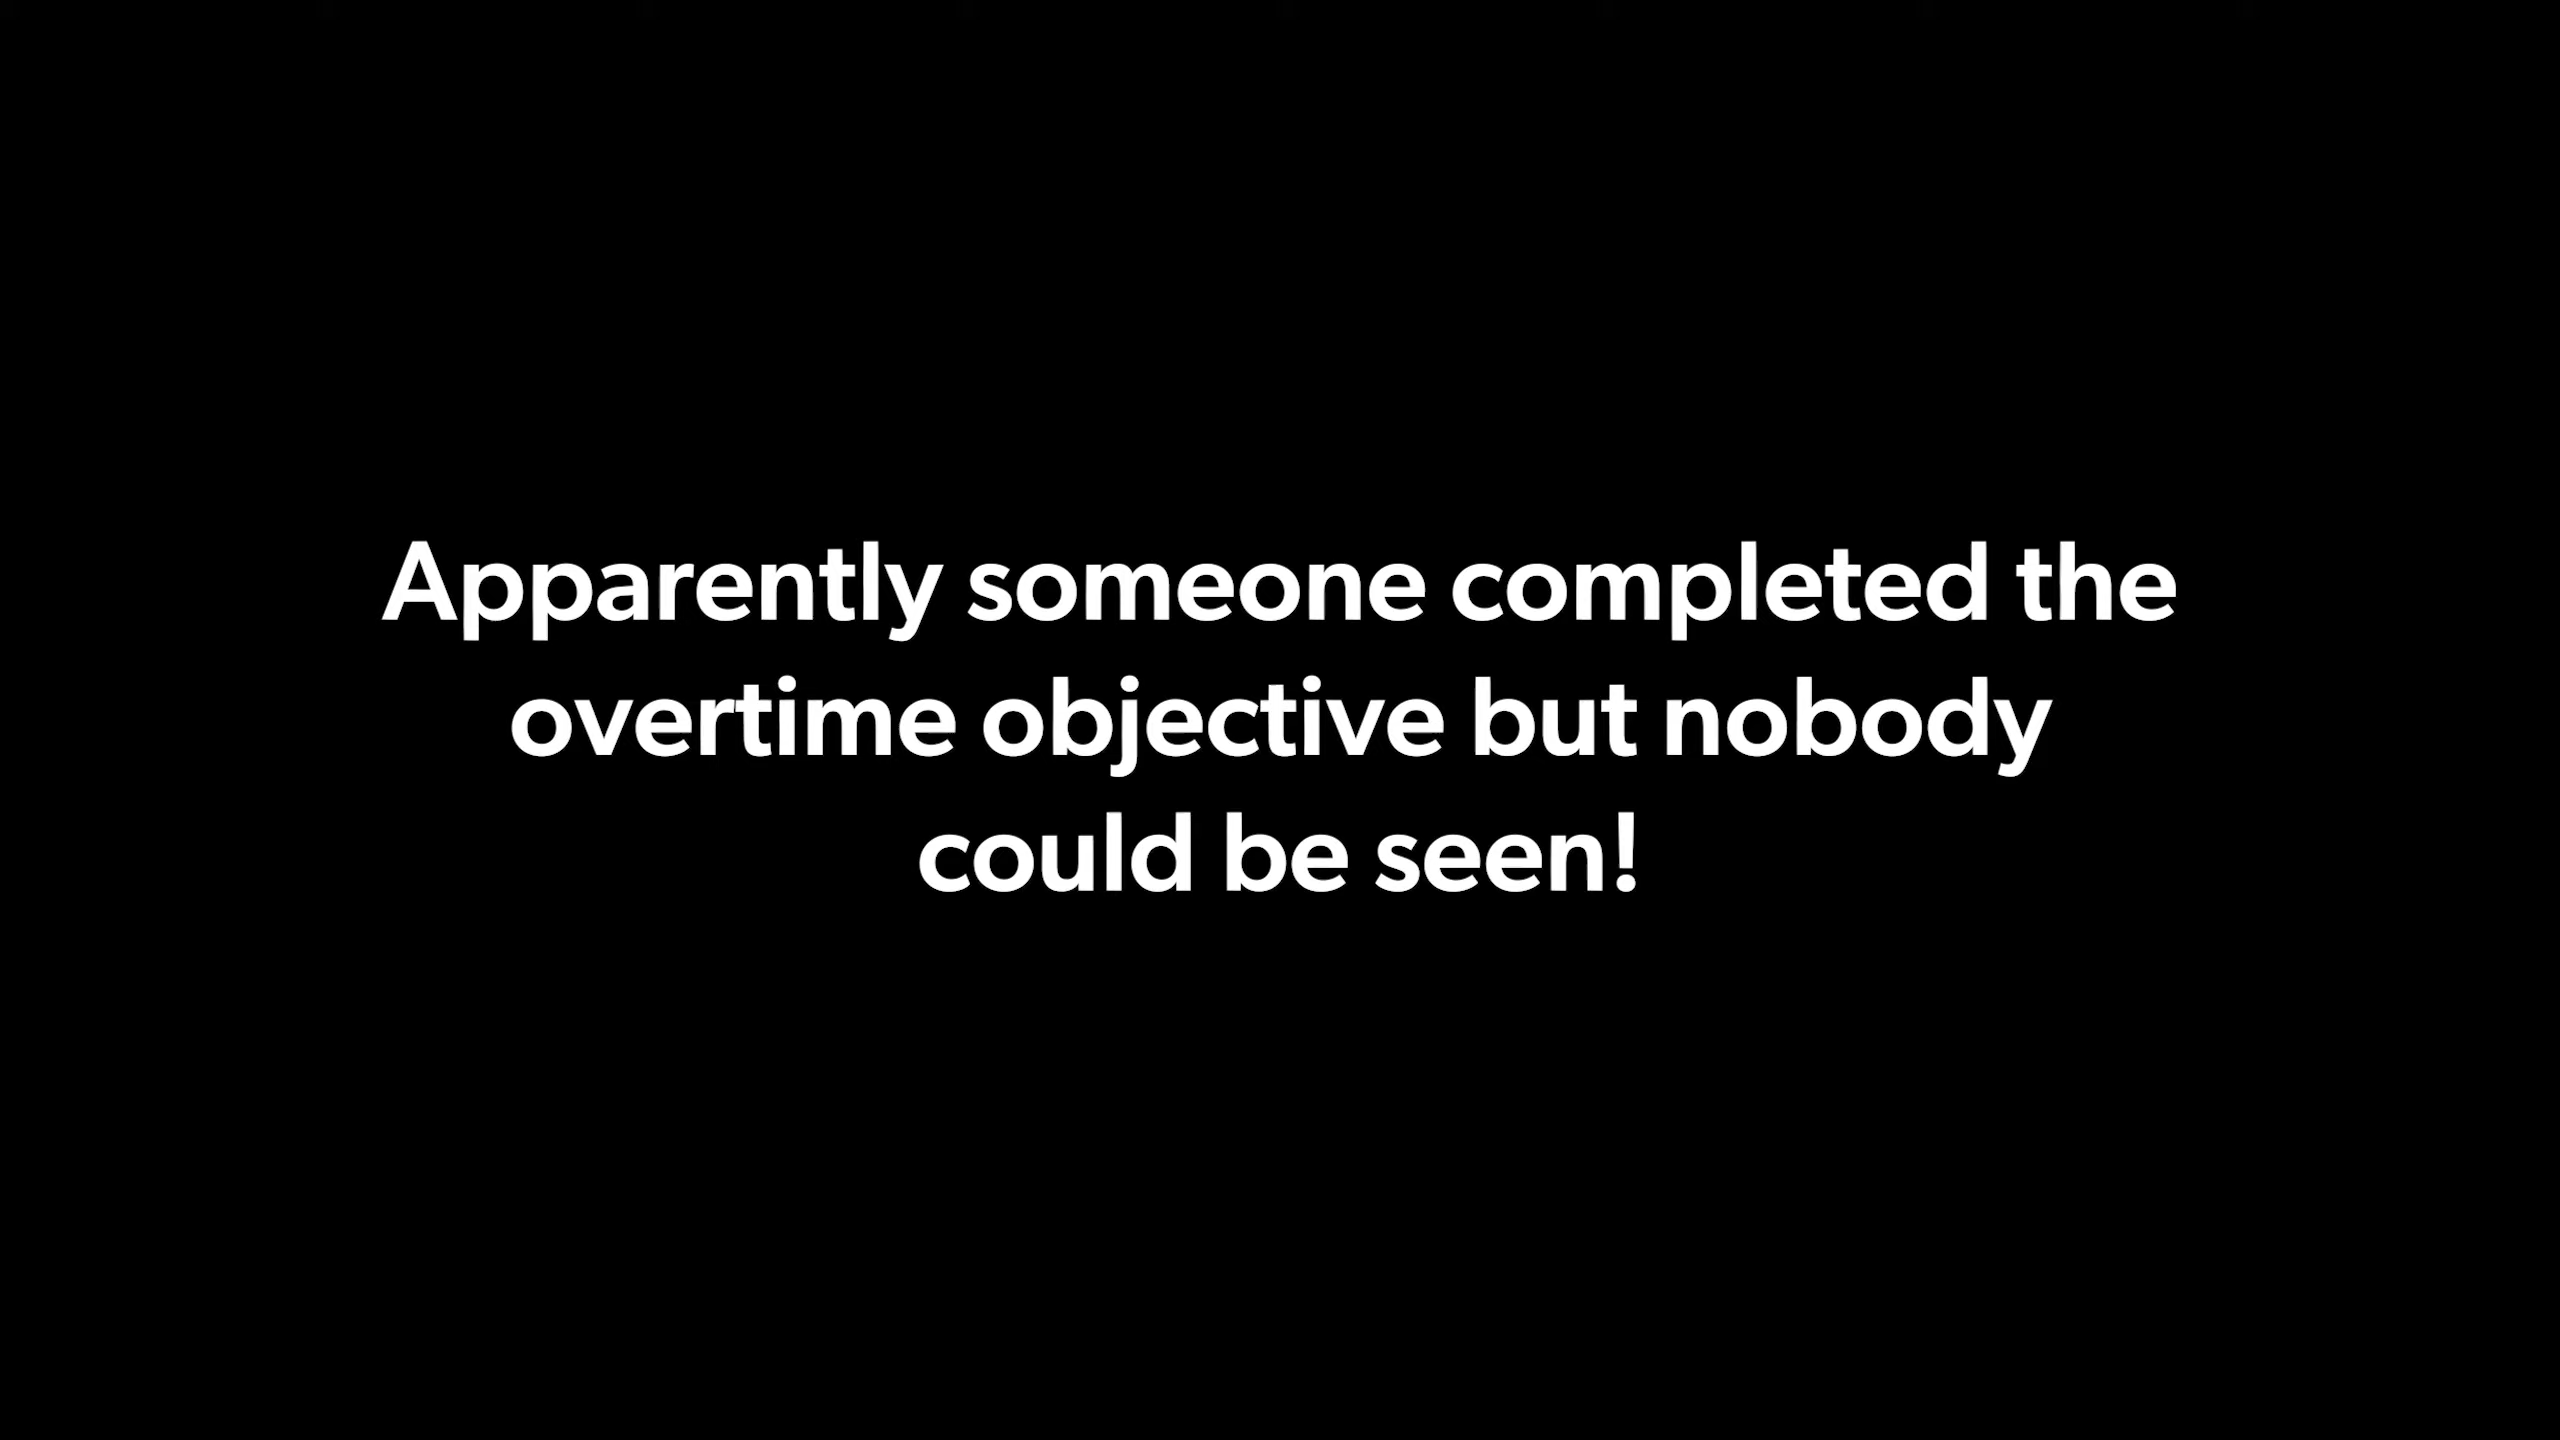 Apparently someone completed the
overtime objective but nobody
could be seen!